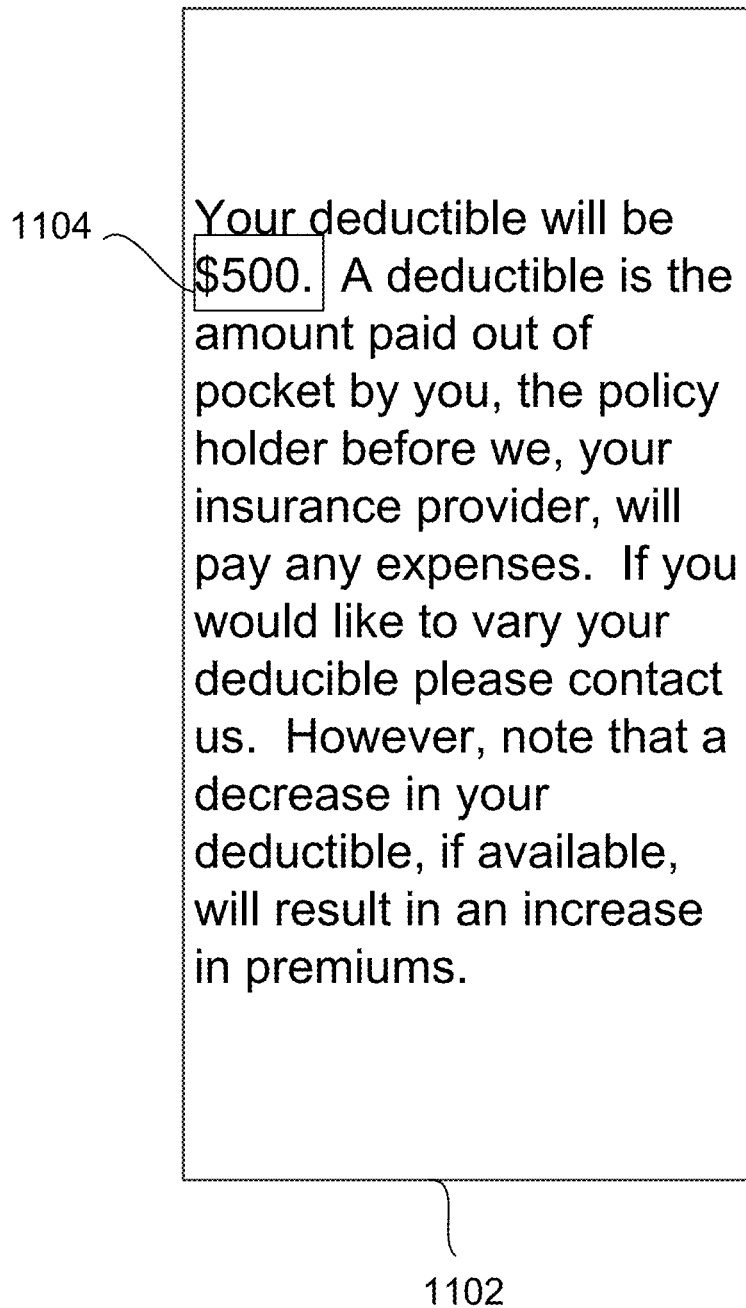 Your deductible will be
1104
$500.  A deductible is the
amount paid out of
pocket by you, the policy
holder before we, your
insurance provider, will
pay any expenses.  If you
would like to vary your
deducible please contact
us.  However, note that a
decrease in your
deductible, if available,
will result in an increase
in premiums.
1102